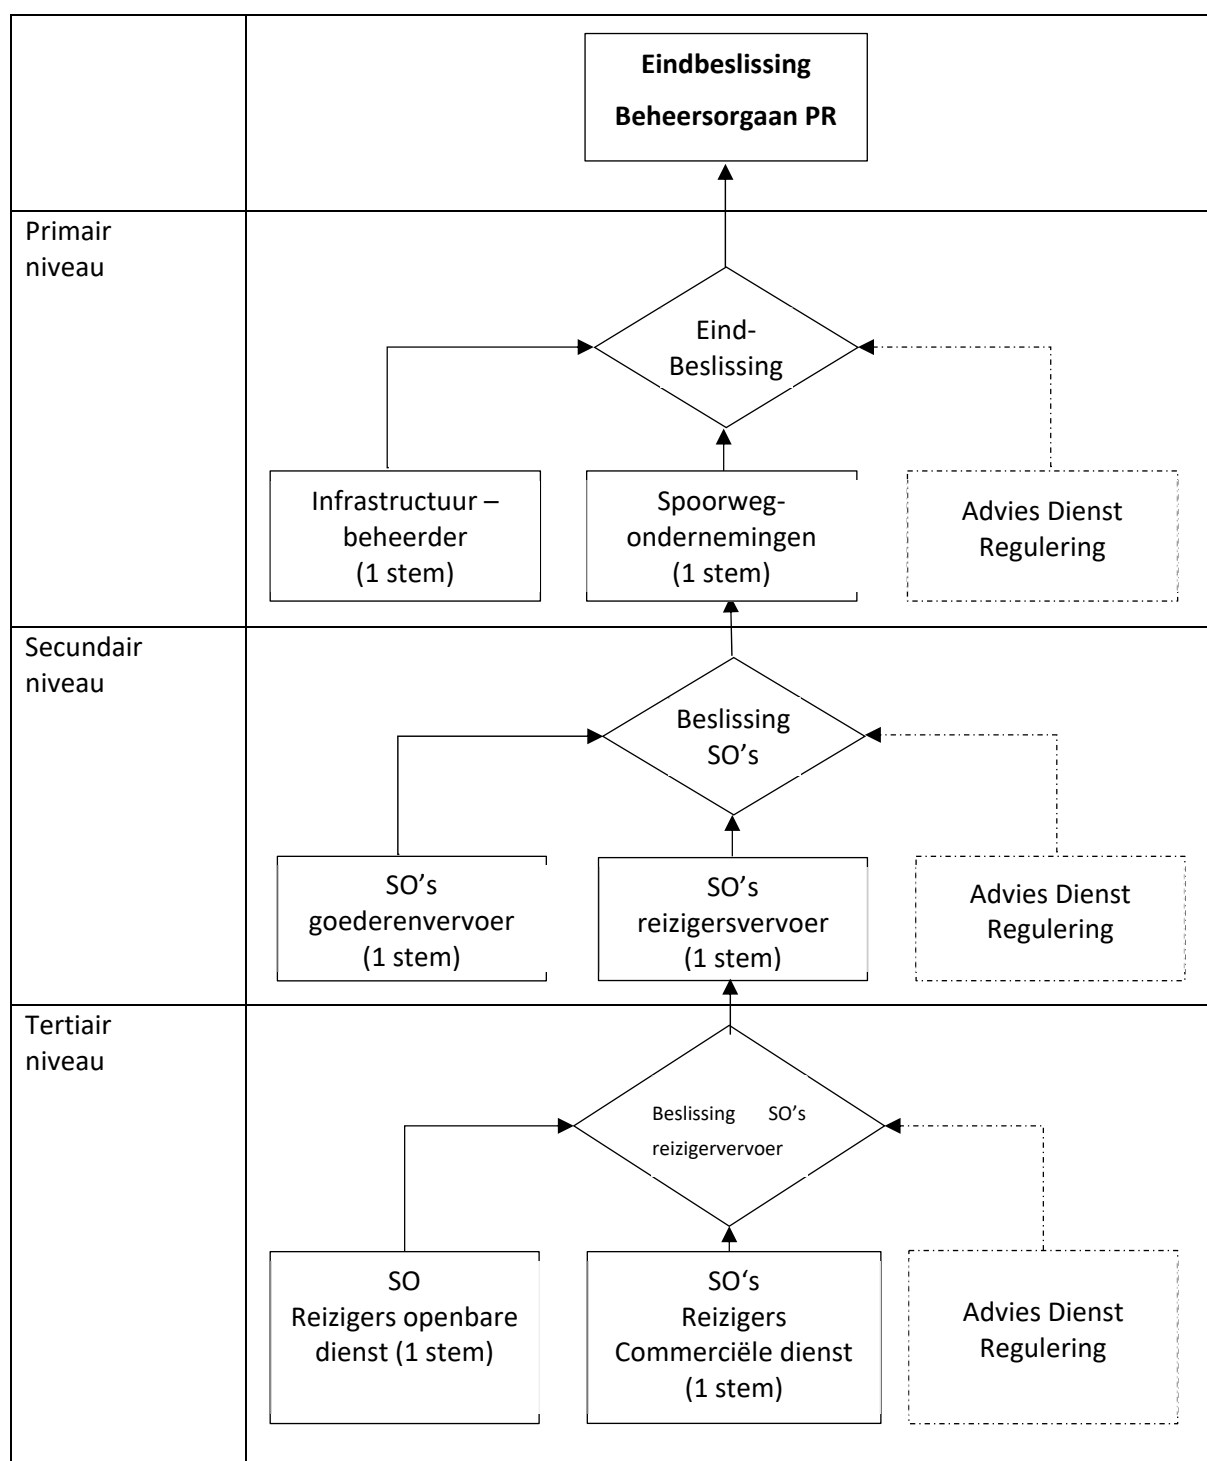 Eindbeslissing
Beheersorgaan PR
Primair
niveau
Eind-
Beslissing
Infrastructuur –
beheerder
(1 stem)
Spoorweg-
ondernemingen
(1 stem)
Advies Dienst
Regulering
Secundair
niveau
Beslissing
SO’s
SO’s
goederenvervoer
(1 stem)
SO’s
reizigersvervoer
(1 stem)
Advies Dienst
Regulering
Tertiair
niveau
Beslissing SO’s
reizigervervoer
SO
Reizigers openbare
dienst (1 stem)
SO‘s
Reizigers
Commerciële dienst
(1 stem)
Advies Dienst
Regulering